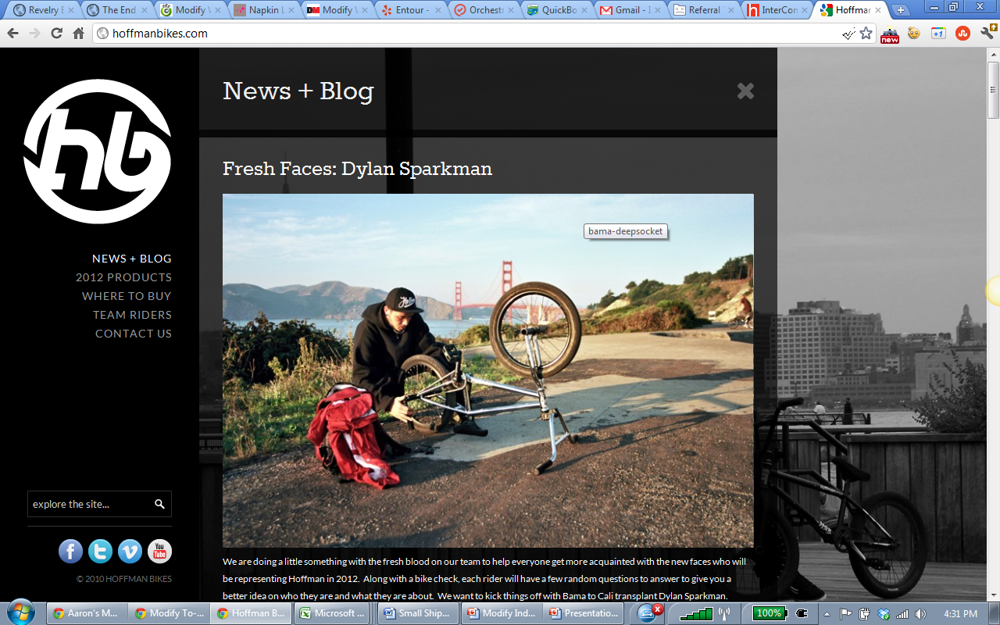 Revelry E
The End
Modify V
Napkin L
Modify V
Entour -
Orchestr
QuickBo
Gmail - I
Referral T
InterCon
Hoffmar
hoffmanbikes.com
new
+1
hb
News + Blog
Fresh Faces: Dylan Sparkman
bama-deepsocket
NEWS + BLOG
2012 PRODUCTS
WHERE TO BUY
TEAM RIDERS
CONTACT US
explore the site...
You
Tube
© 2010 HOFFMAN BIKES
We are doing a little something with the fresh blood on our team to help everyone get more acquainted with the new faces who will
be representing Hoffman in 2012. Along with a bike check, each rider will have a few random questions to answer to give you a
better idea on who they are and what they are about. We want to kick things off with Bama to Cali transplant Dylan Sparkman.
Aaron's M...
Modify To-...
Hoffman B...
Microsoft ...
Small Ship...
Modify Ind...
Presentatio...
100%
4:31 PM